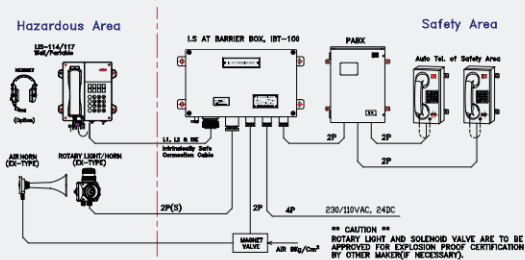 Hazardous Area
Safety Area
LIS-114/117
Wall/Portable
I.S AT BARRIER BOX, IBT-100
PABX
Auto Tel. of Safety Area
HEADSET
(Option)
L1, L2 &
Intrinsically Safe
Connection Cable
2P
2P
2P
AIR HORN
(EX-TYPE)
ROTARY LIGHT/HORN
(EX-TYPE)
2P(S)
2P
4P
230/110VAC, 24DC
MAGNET
VALVE
AIR 9Kg/Cm³
** CAUTION **
ROTARY LIGHT AND SOLENOID VALVE ARE TO BE
APPROVED FOR EXPLOSION PROOF CERTIFICATION
BY OTHER MAKER(IF NECESSARY).